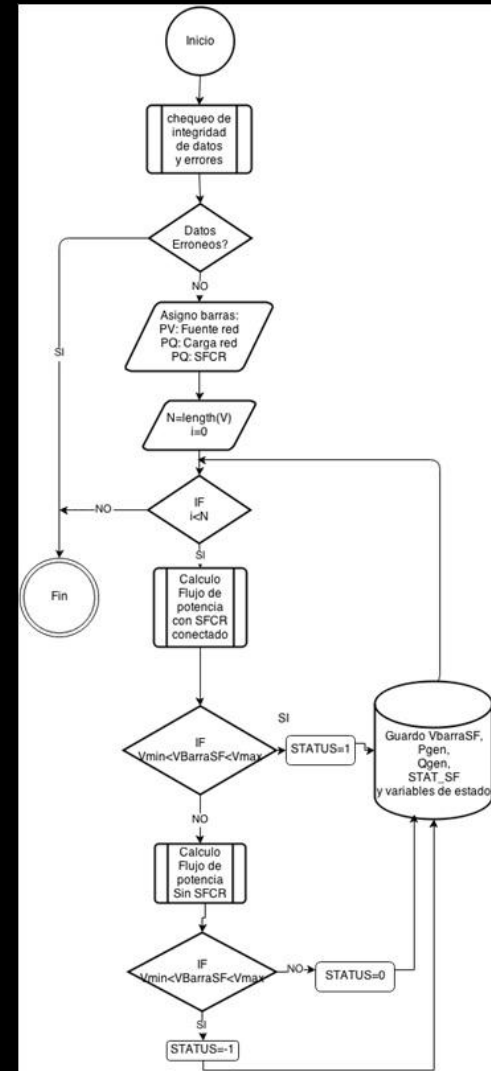 Inicio
chequeo de
integridad
de datos
y errores
Datos
Erroneos?
NO
SI
Asigno barras:
PV: Fuente red
PQ: Carga red
PQ: SFCR
N=length(V)
i=0
IF
i<N
NO
SI
Fin
Calculo
Flujo de
potencia
con SFCR
conectado
IF
Vmin<VBarraSF<Vmax
SI
STATUS=1
Guardo VbarraSF,
Pgen,
Qgen,
STAT_SF
y variables de estado
NO
Calculo
Flujo de
potencia
Sin SFCR
IF
Vmin<VBarraSF<Vmax
NO
STATUS=0
SI
STATUS=-1